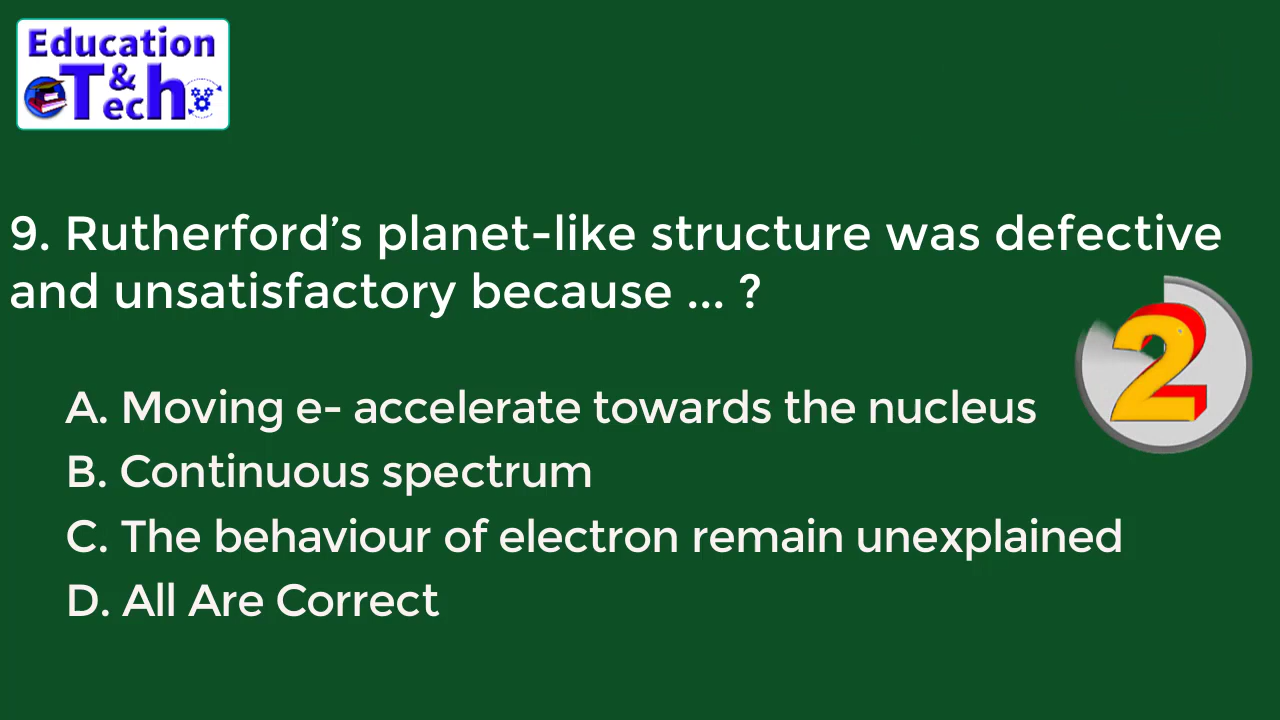 Education
&
Tech
9. Rutherford’s planet-like structure was defective
and unsatisfactory because ... ?
2
A. Moving e- accelerate towards the nucleus
B. Continuous spectrum
C. The behaviour of electron remain unexplained
D. All Are Correct